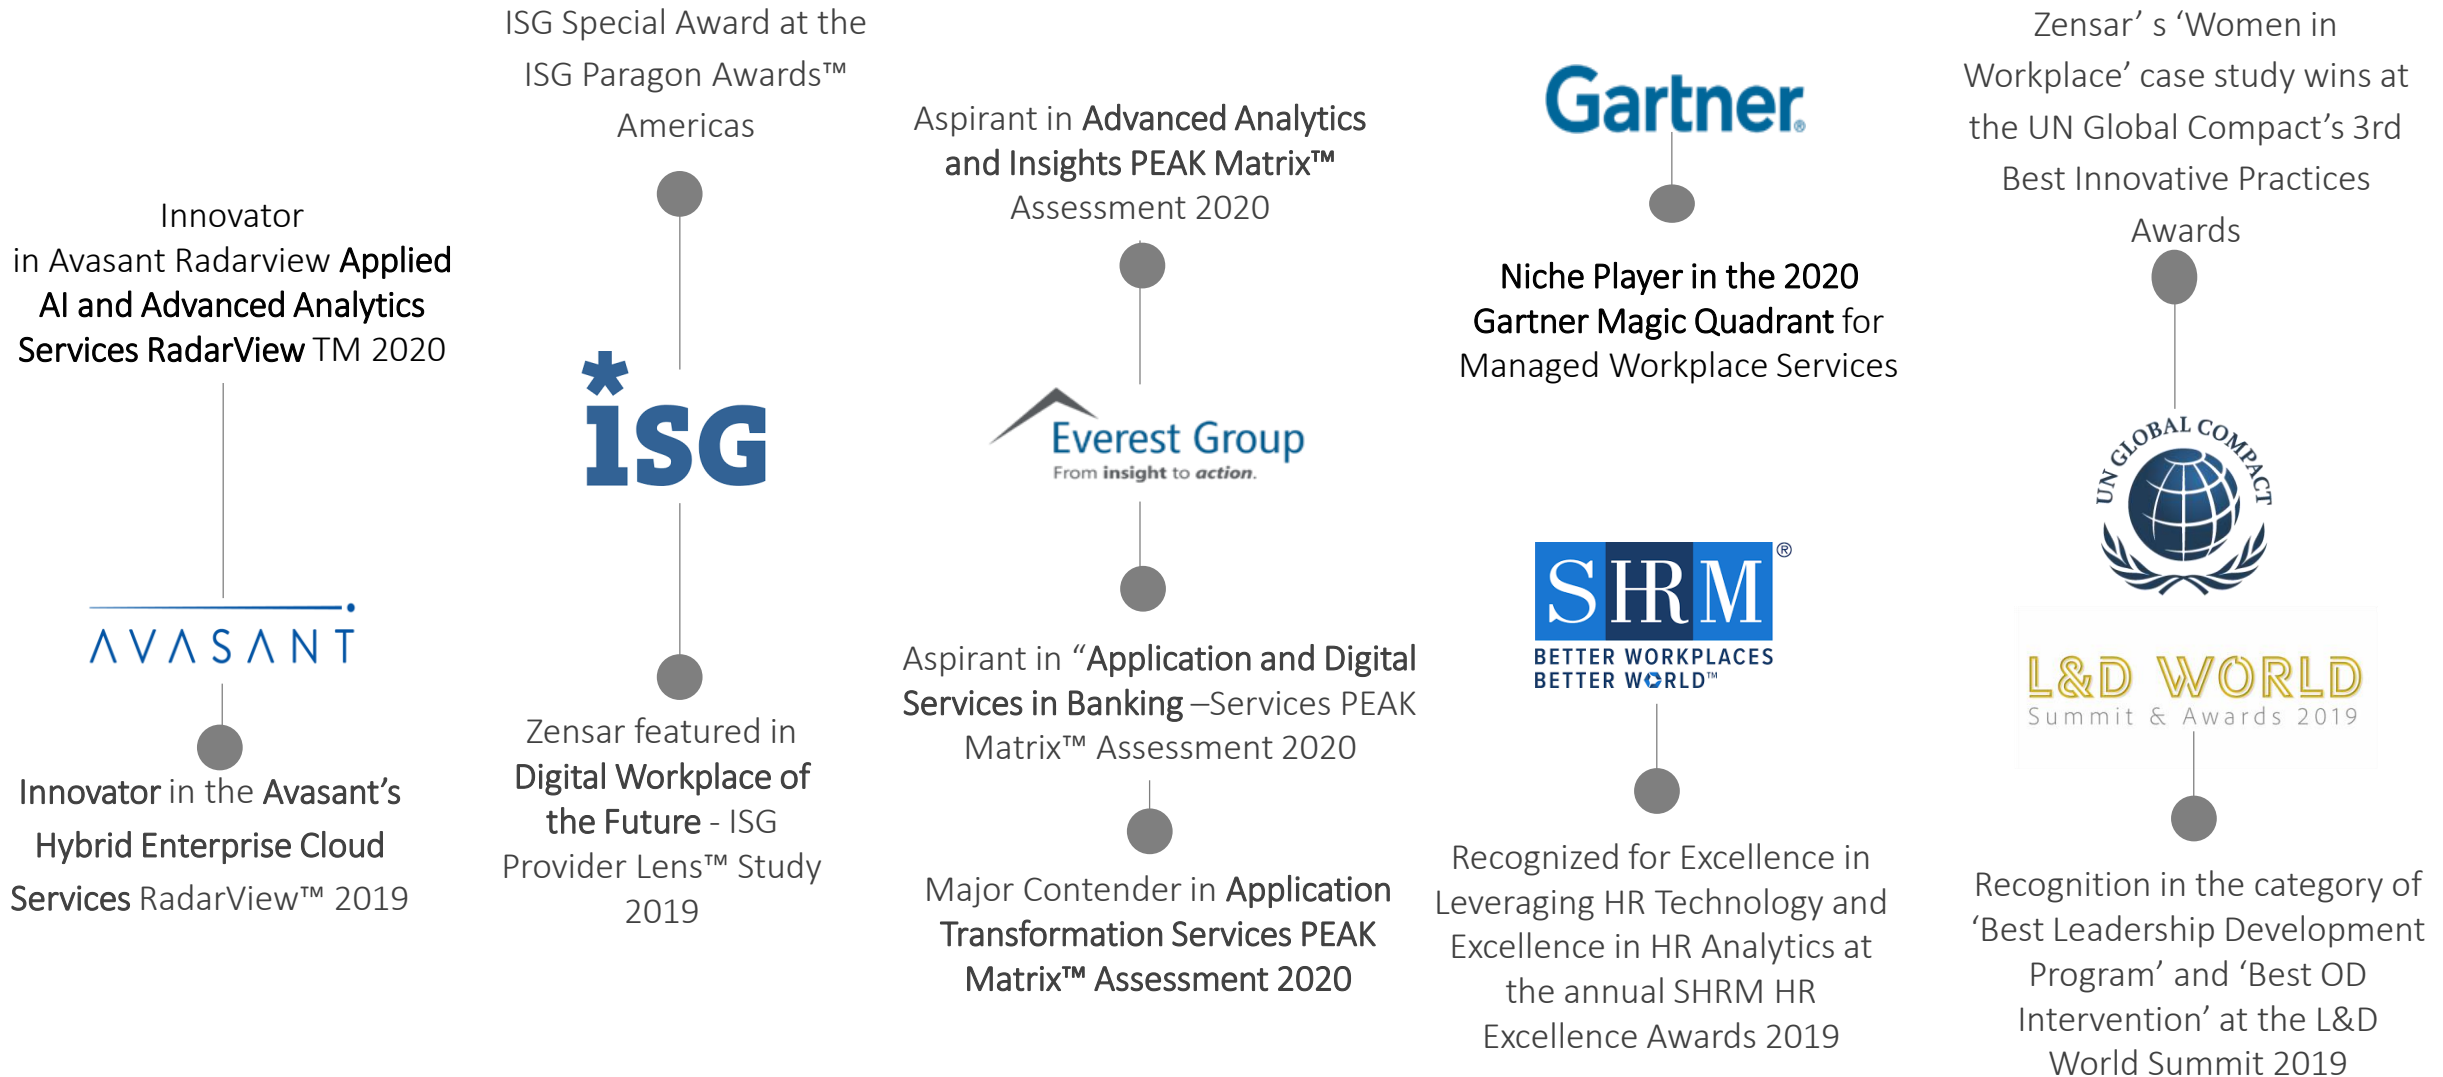 Innovator
in Avasant Radarview Applied
AI and Advanced Analytics
Services RadarView TM 2020
AVASANT
Innovator in the Avasant’s
Hybrid Enterprise Cloud
Services RadarView™ 2019
ISG Special Award at the
ISG Paragon Awards™
Americas
ISG
Zensar featured in
Digital Workplace of
the Future - ISG
Provider Lens™ Study
2019
Aspirant in Advanced Analytics
and Insights PEAK Matrix™
Assessment 2020
Everest Group
From insight to action.
Aspirant in “Application and Digital
Services in Banking –Services PEAK
Matrix™ Assessment 2020
Major Contender in Application
Transformation Services PEAK
Matrix™ Assessment 2020
Gartner®
Niche Player in the 2020
Gartner Magic Quadrant for
Managed Workplace Services
SHRM®
BETTER WORKPLACES
BETTER WORLD™
Recognized for Excellence in
Leveraging HR Technology and
Excellence in HR Analytics at
the annual SHRM HR
Excellence Awards 2019
Zensar’ s ‘Women in
Workplace’ case study wins at
the UN Global Compact’s 3rd
Best Innovative Practices
Awards
UN GLOBAL COMPACT
L&D WORLD
Summit & Awards 2019
Recognition in the category of
‘Best Leadership Development
Program’ and ‘Best OD
Intervention’ at the L&D
World Summit 2019